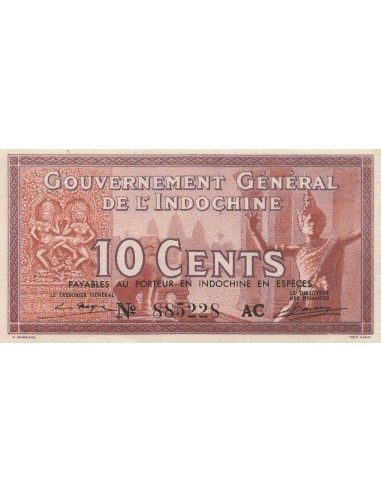 GOUVERNEMENT GÉNÉRAL
DE L'INDOCHINE
10 CENTS
PAYABLES AU PORTEUR EN INDOCHINE EN ESPÈCES
LE TRÉSORIER GÉNÉRAL
LE DIRECTEUR
DES FINANCES
№ 885228 AC